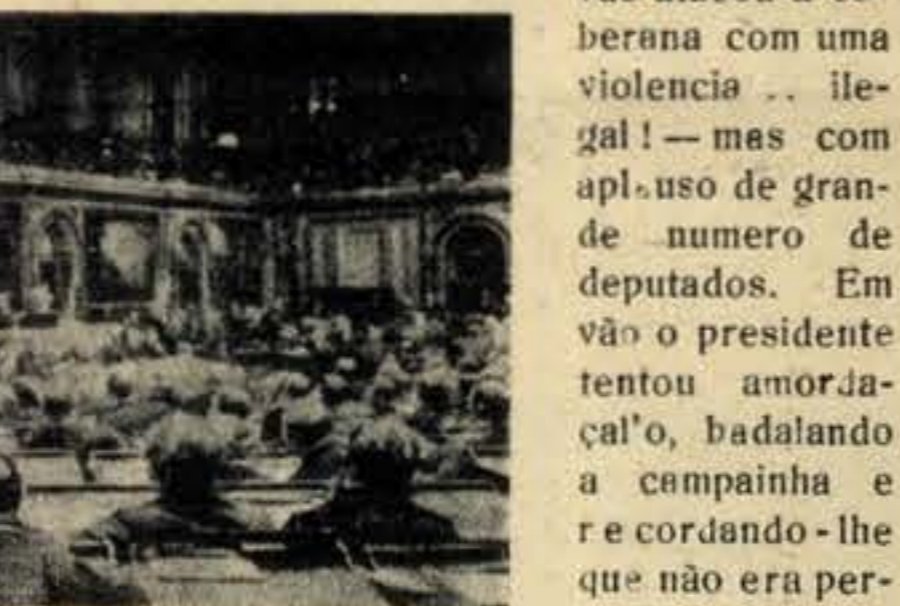 berana com uma
violencia .. ile-
gal! — mas com
aplauso de gran-
de numero de
deputados. Em
vão o presidente
tentou amorda-
çal'o, badalando
a campainha e
recordando-lhe
que não era per-